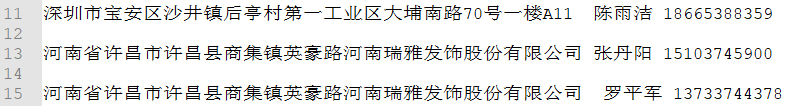 11 深圳市宝安区沙井镇后亭村第一工业区大埔南路70号一楼A11 陈雨洁 18665388359
12
13 河南省许昌市许昌县商集镇英豪路河南瑞雅发饰股份有限公司 张丹阳 15103745900
14
15 河南省许昌市许昌县商集镇英豪路河南瑞雅发饰股份有限公司 罗平军 13733744378